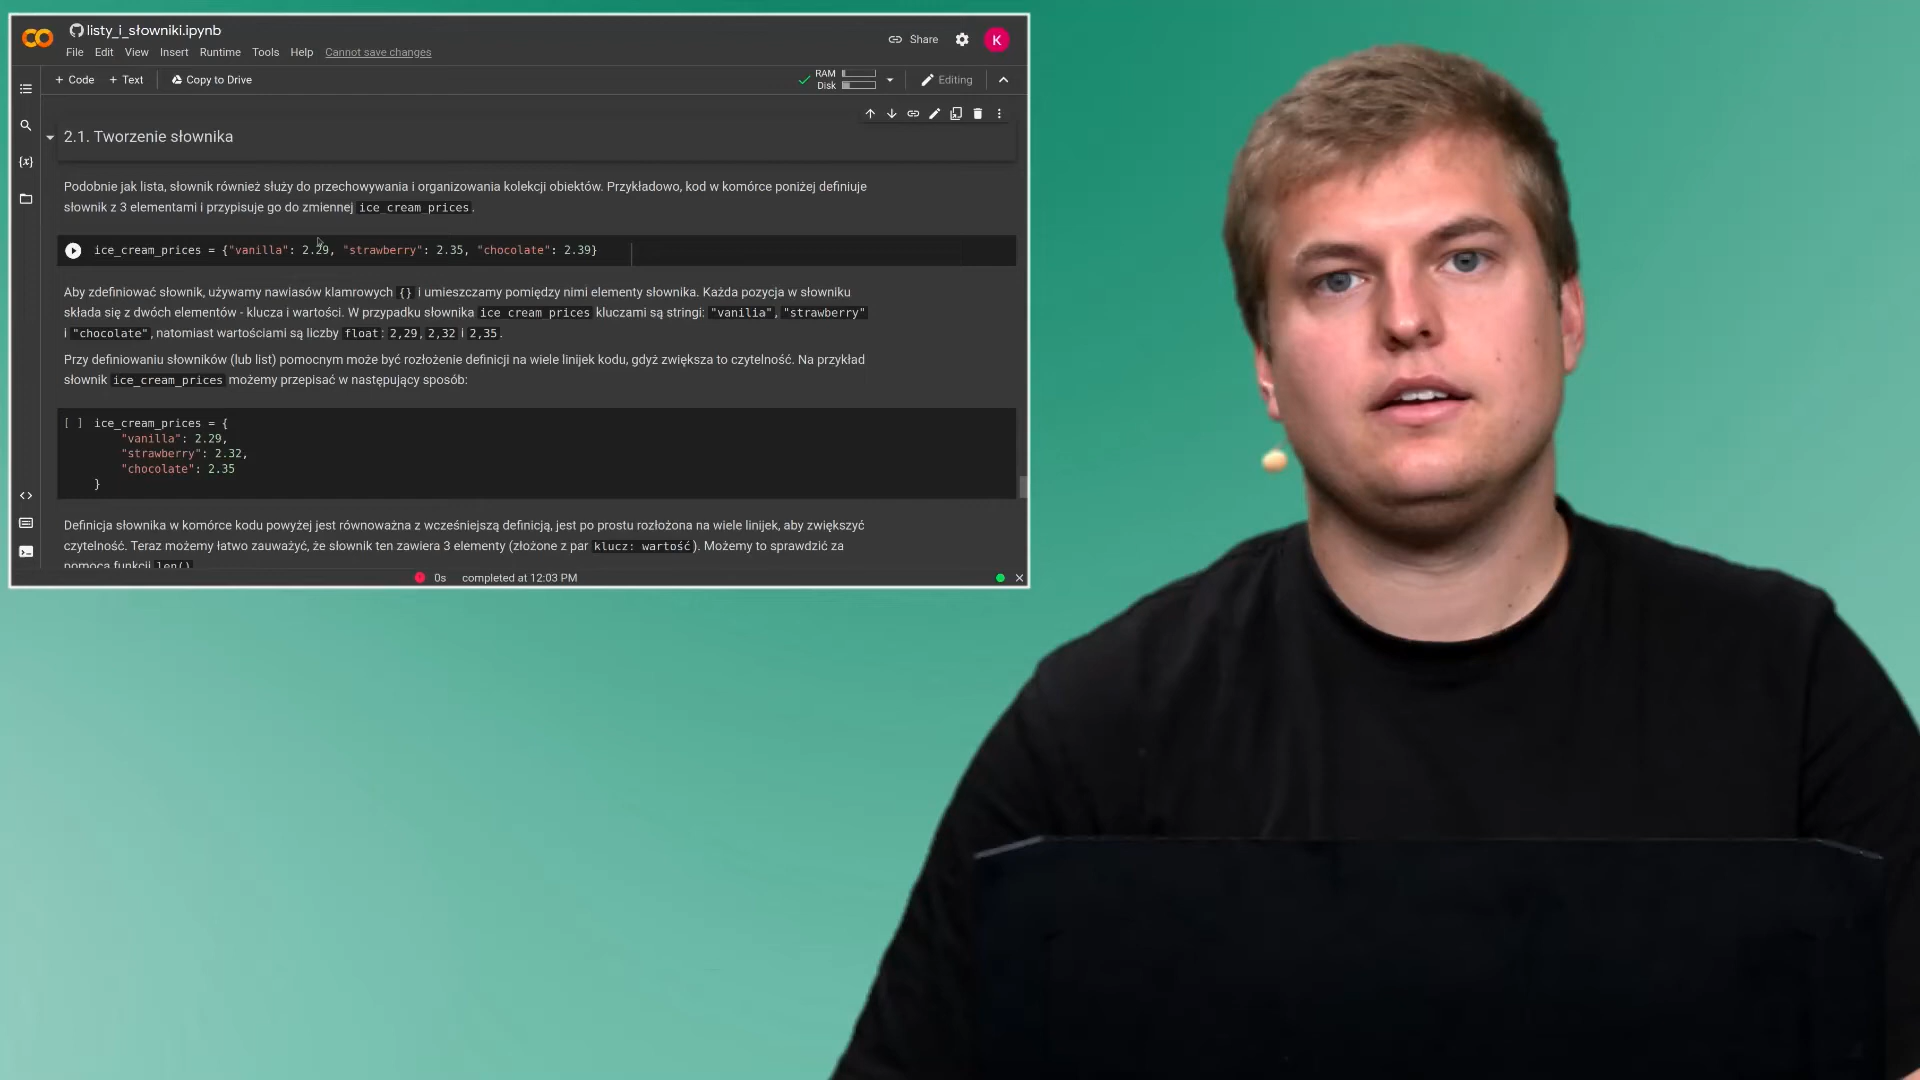 listy_i_słowniki.ipynb
File Edit View Insert Runtime Tools Help Cannot save changes
Share
K
+ Code + Text Copy to Drive
RAM
Disk
Editing
2.1. Tworzenie słownika
Podobnie jak lista, słownik również służy do przechowywania i organizowania kolekcji obiektów. Przykładowo, kod w komórce poniżej definiuje
słownik z 3 elementami i przypisuje go do zmiennej ice_cream_prices.
ice_cream_prices = {"vanilla": 2.29, "strawberry": 2.35, "chocolate": 2.39}
Aby zdefiniować słownik, używamy nawiasów klamrowych {} i umieszczamy pomiędzy nimi elementy słownika. Każda pozycja w słowniku
składa się z dwóch elementów - klucza i wartości. W przypadku słownika ice_cream_prices kluczami są stringi: "vanilia", "strawberry"
i "chocolate", natomiast wartościami są liczby float: 2,29, 2,32 i 2,35.
Przy definiowaniu słowników (lub list) pomocnym może być rozłożenie definicji na wiele linijek kodu, gdyż zwiększa to czytelność. Na przykład
słownik ice_cream_prices możemy przepisać w następujący sposób:
[ ] ice_cream_prices = {
"vanilla": 2.29,
"strawberry": 2.32,
"chocolate": 2.35
}
Definicja słownika w komórce kodu powyżej jest równoważna z wcześniejszą definicją, jest po prostu rozłożona na wiele linijek, aby zwiększyć
czytelność. Teraz możemy łatwo zauważyć, że słownik ten zawiera 3 elementy (złożone z par klucz: wartość). Możemy to sprawdzić za
pomocą funkcji len()
0s completed at 12:03 PM